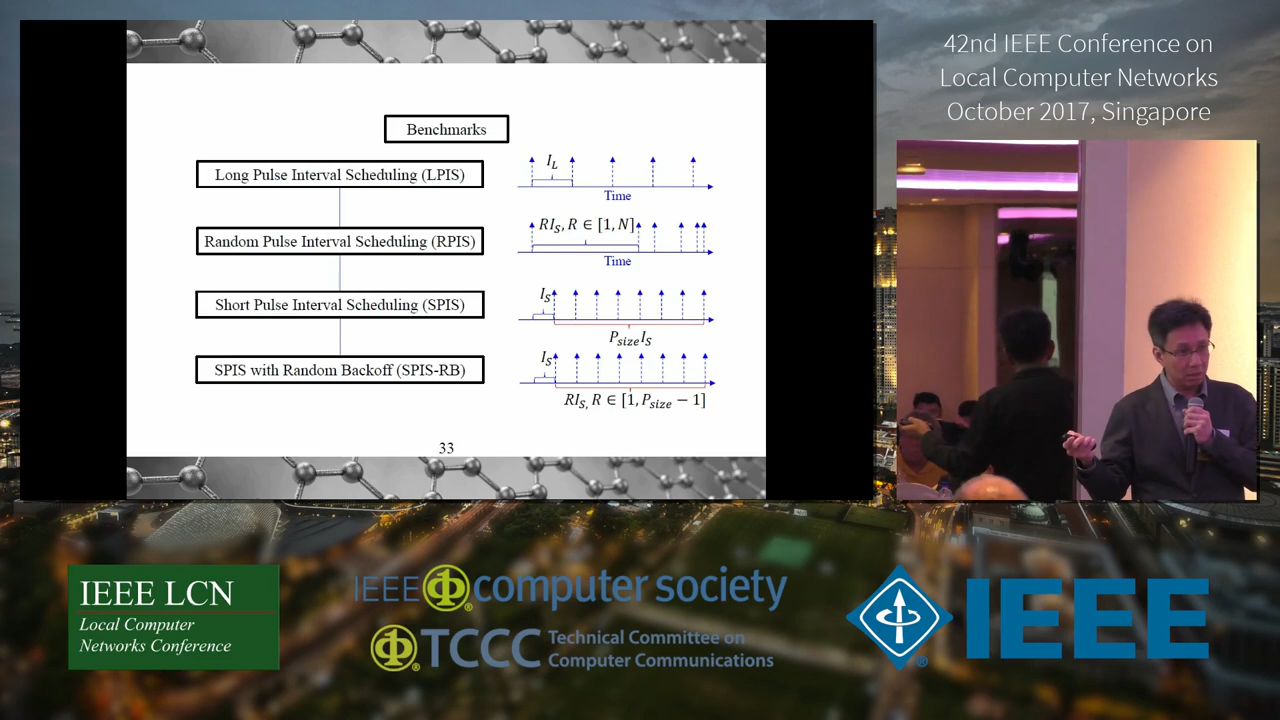 42nd IEEE Conference on
Local Computer Networks
October 2017, Singapore
Benchmarks
Long Pulse Interval Scheduling (LPIS)
I_L
Time
Random Pulse Interval Scheduling (RPIS)
RI_S, R ∈ [1, N]
Time
Short Pulse Interval Scheduling (SPIS)
I_S
P_size I_S
SPIS with Random Backoff (SPIS-RB)
I_S
RI_S, R ∈ [1, P_size − 1]
33
IEEE LCN
Local Computer
Networks Conference
IEEE computer society
TCCC Technical Committee on
Computer Communications
IEEE